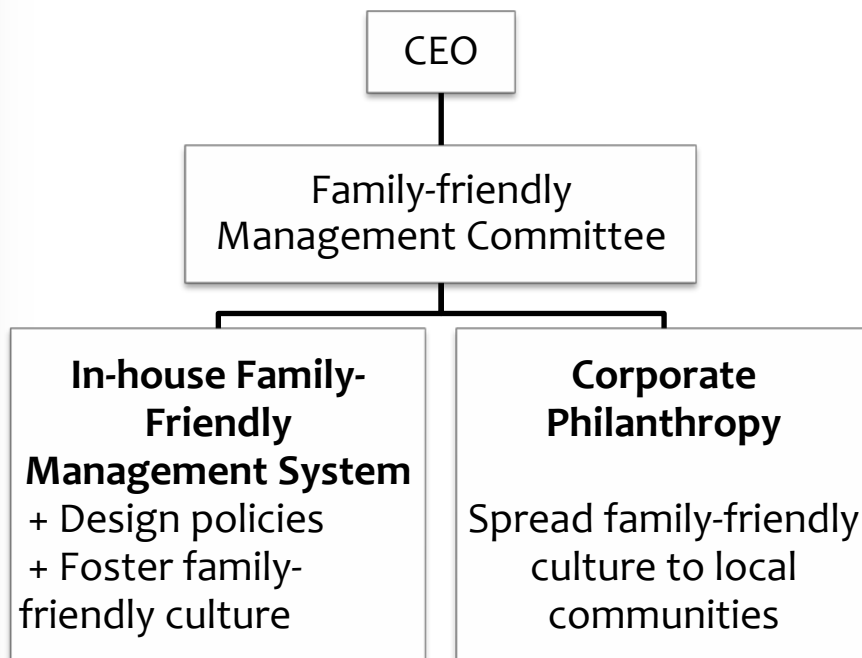 CEO
Family-friendly
Management Committee
In-house Family-
Friendly
Management System
+ Design policies
+ Foster family-
friendly culture
Corporate
Philanthropy
Spread family-friendly
culture to local
communities